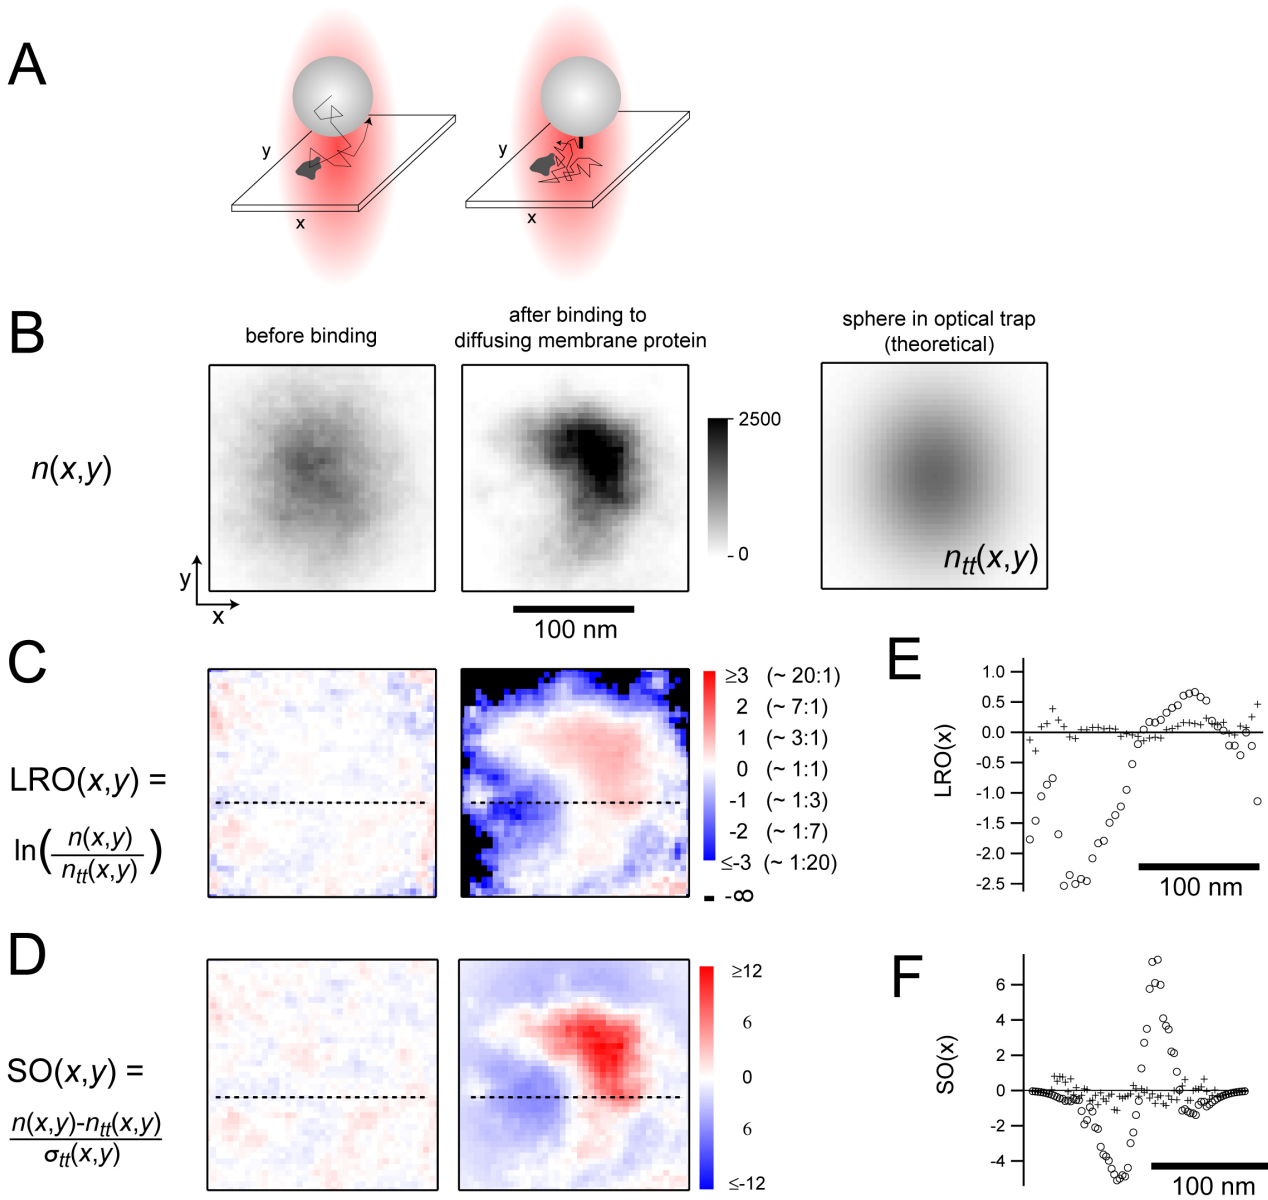 A
y
x
y
x
B
before binding
after binding to
diffusing membrane protein
sphere in optical trap
(theoretical)
n(x,y)
2500
0
n_tt(x,y)
y
x
100 nm
C
LRO(x,y) =
ln(n(x,y)/n_tt(x,y))
≥3 (~ 20:1)
2 (~ 7:1)
1 (~ 3:1)
0 (~ 1:1)
-1 (~ 1:3)
-2 (~ 1:7)
≤-3 (~ 1:20)
-∞
E
LRO(x)
1.0
0.5
0.0
-0.5
-1.0
-1.5
-2.0
-2.5
100 nm
D
SO(x,y) =
n(x,y)-n_tt(x,y)
σ_tt(x,y)
≥12
6
0
6
≤-12
F
SO(x)
6
4
2
0
-2
-4
100 nm